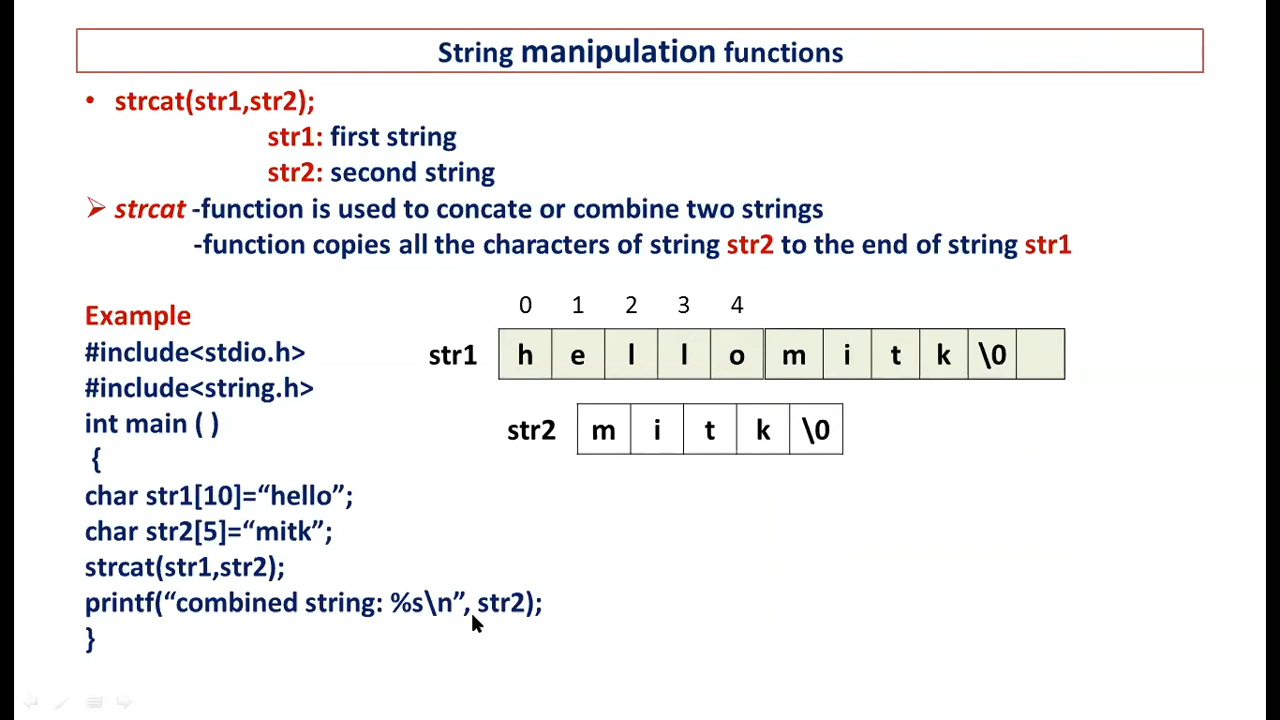 String manipulation functions
• strcat(str1,str2);
str1: first string
str2: second string
➢ strcat -function is used to concate or combine two strings
-function copies all the characters of string str2 to the end of string str1
Example
#include<stdio.h>
#include<string.h>
int main ( )
{
char str1[10]=“hello”;
char str2[5]=“mitk”;
strcat(str1,str2);
printf(“combined string: %s\n”, str2);
}
0 1 2 3 4
str1 h e l l o m i t k \0
str2 m i t k \0